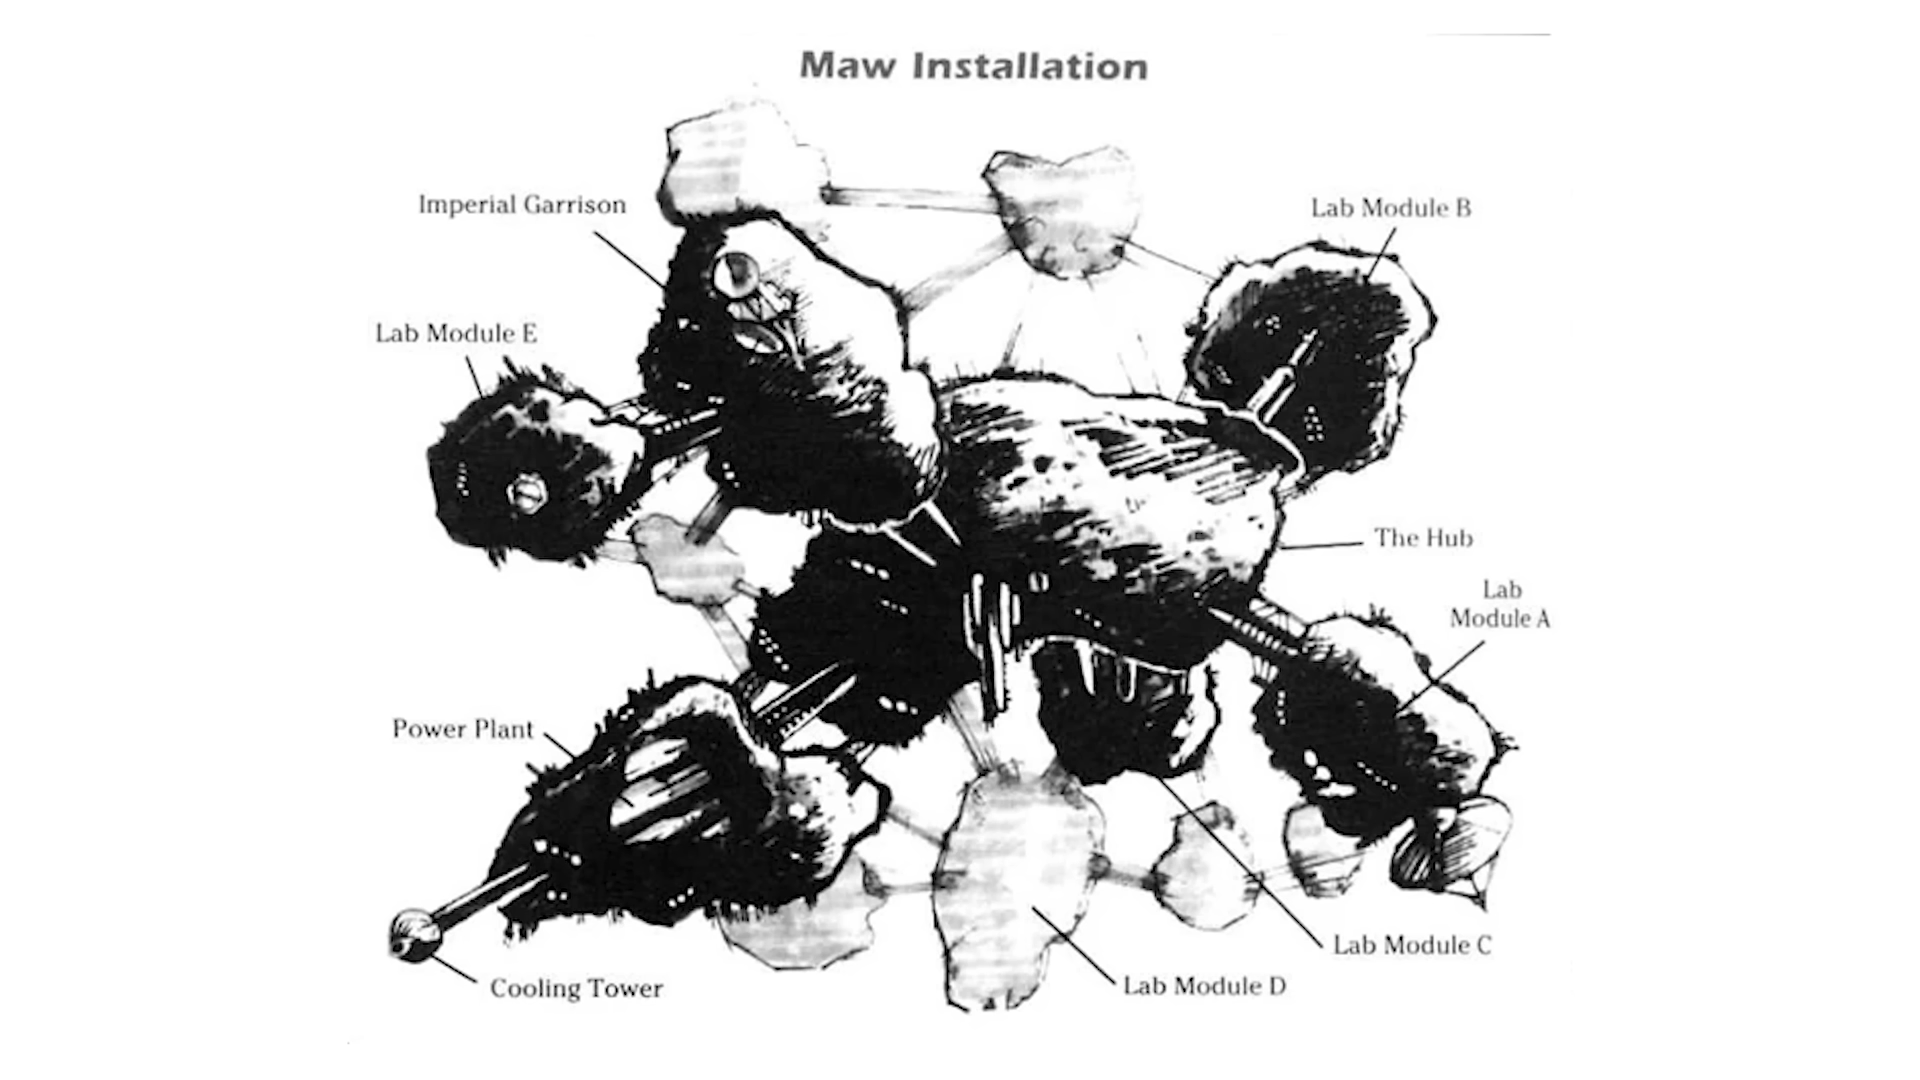 Maw Installation
Imperial Garrison
Lab Module B
Lab Module E
The Hub
Lab
Module A
Power Plant
Lab Module C
Cooling Tower
Lab Module D